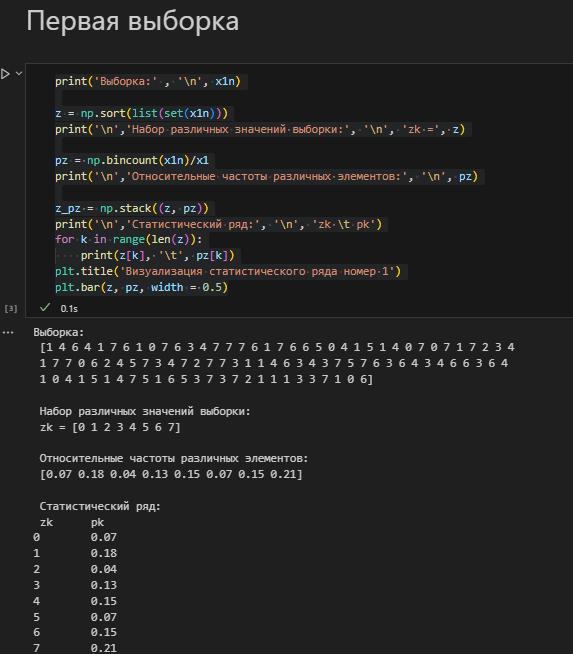 Первая выборка
print('Выборка:' , '\n', x1n)
z = np.sort(list(set(x1n)))
print('\n','Набор различных значений выборки:', '\n', 'zk =', z)
pz = np.bincount(x1n)/x1
print('\n','Относительные частоты различных элементов:', '\n', pz)
z_pz = np.stack((z, pz))
print('\n','Статистический ряд:', '\n', 'zk \t pk')
for k in range(len(z)):
    print(z[k], '\t', pz[k])
plt.title('Визуализация статистического ряда номер 1')
plt.bar(z, pz, width = 0.5)
[3]
0.1s
Выборка:
[1 4 6 4 1 7 6 1 0 7 6 3 4 7 7 7 6 1 7 6 6 5 0 4 1 5 1 4 0 7 0 7 1 7 2 3 4
1 7 7 0 6 2 4 5 7 3 4 7 2 7 7 3 1 1 4 6 3 4 3 7 5 7 6 3 6 4 3 4 6 6 3 6 4
1 0 4 1 5 1 4 7 5 1 6 5 3 7 3 7 2 1 1 1 3 3 7 1 0 6]
Набор различных значений выборки:
zk = [0 1 2 3 4 5 6 7]
Относительные частоты различных элементов:
[0.07 0.18 0.04 0.13 0.15 0.07 0.15 0.21]
Статистический ряд:
zk pk
0 0.07
1 0.18
2 0.04
3 0.13
4 0.15
5 0.07
6 0.15
7 0.21